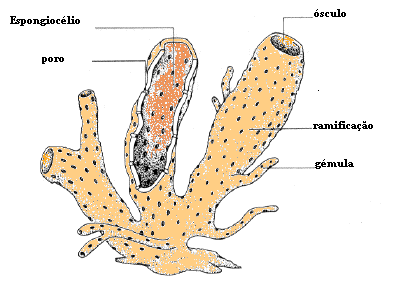 Espongiocélio
ósculo
poro
ramificação
gémula